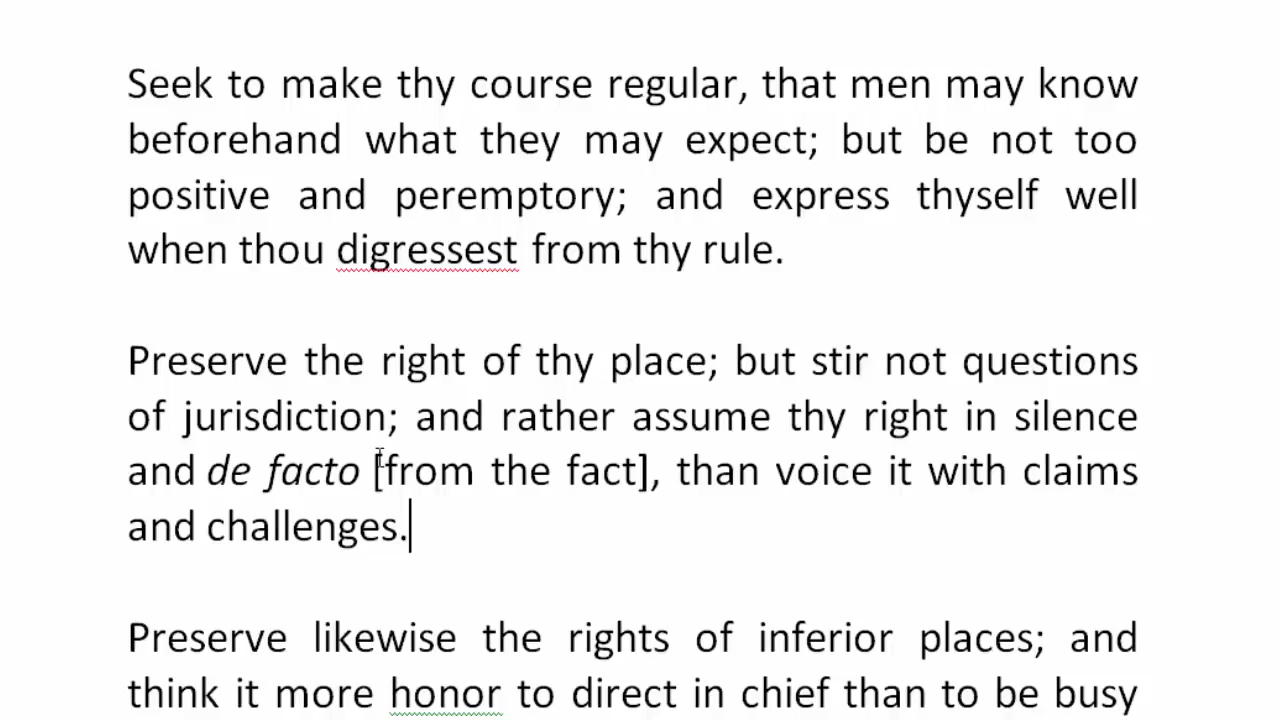 Seek to make thy course regular, that men may know
beforehand what they may expect; but be not too
positive and peremptory; and express thyself well
when thou digressest from thy rule.
Preserve the right of thy place; but stir not questions
of jurisdiction; and rather assume thy right in silence
and de facto [from the fact], than voice it with claims
and challenges.
Preserve likewise the rights of inferior places; and
think it more honor to direct in chief than to be busy